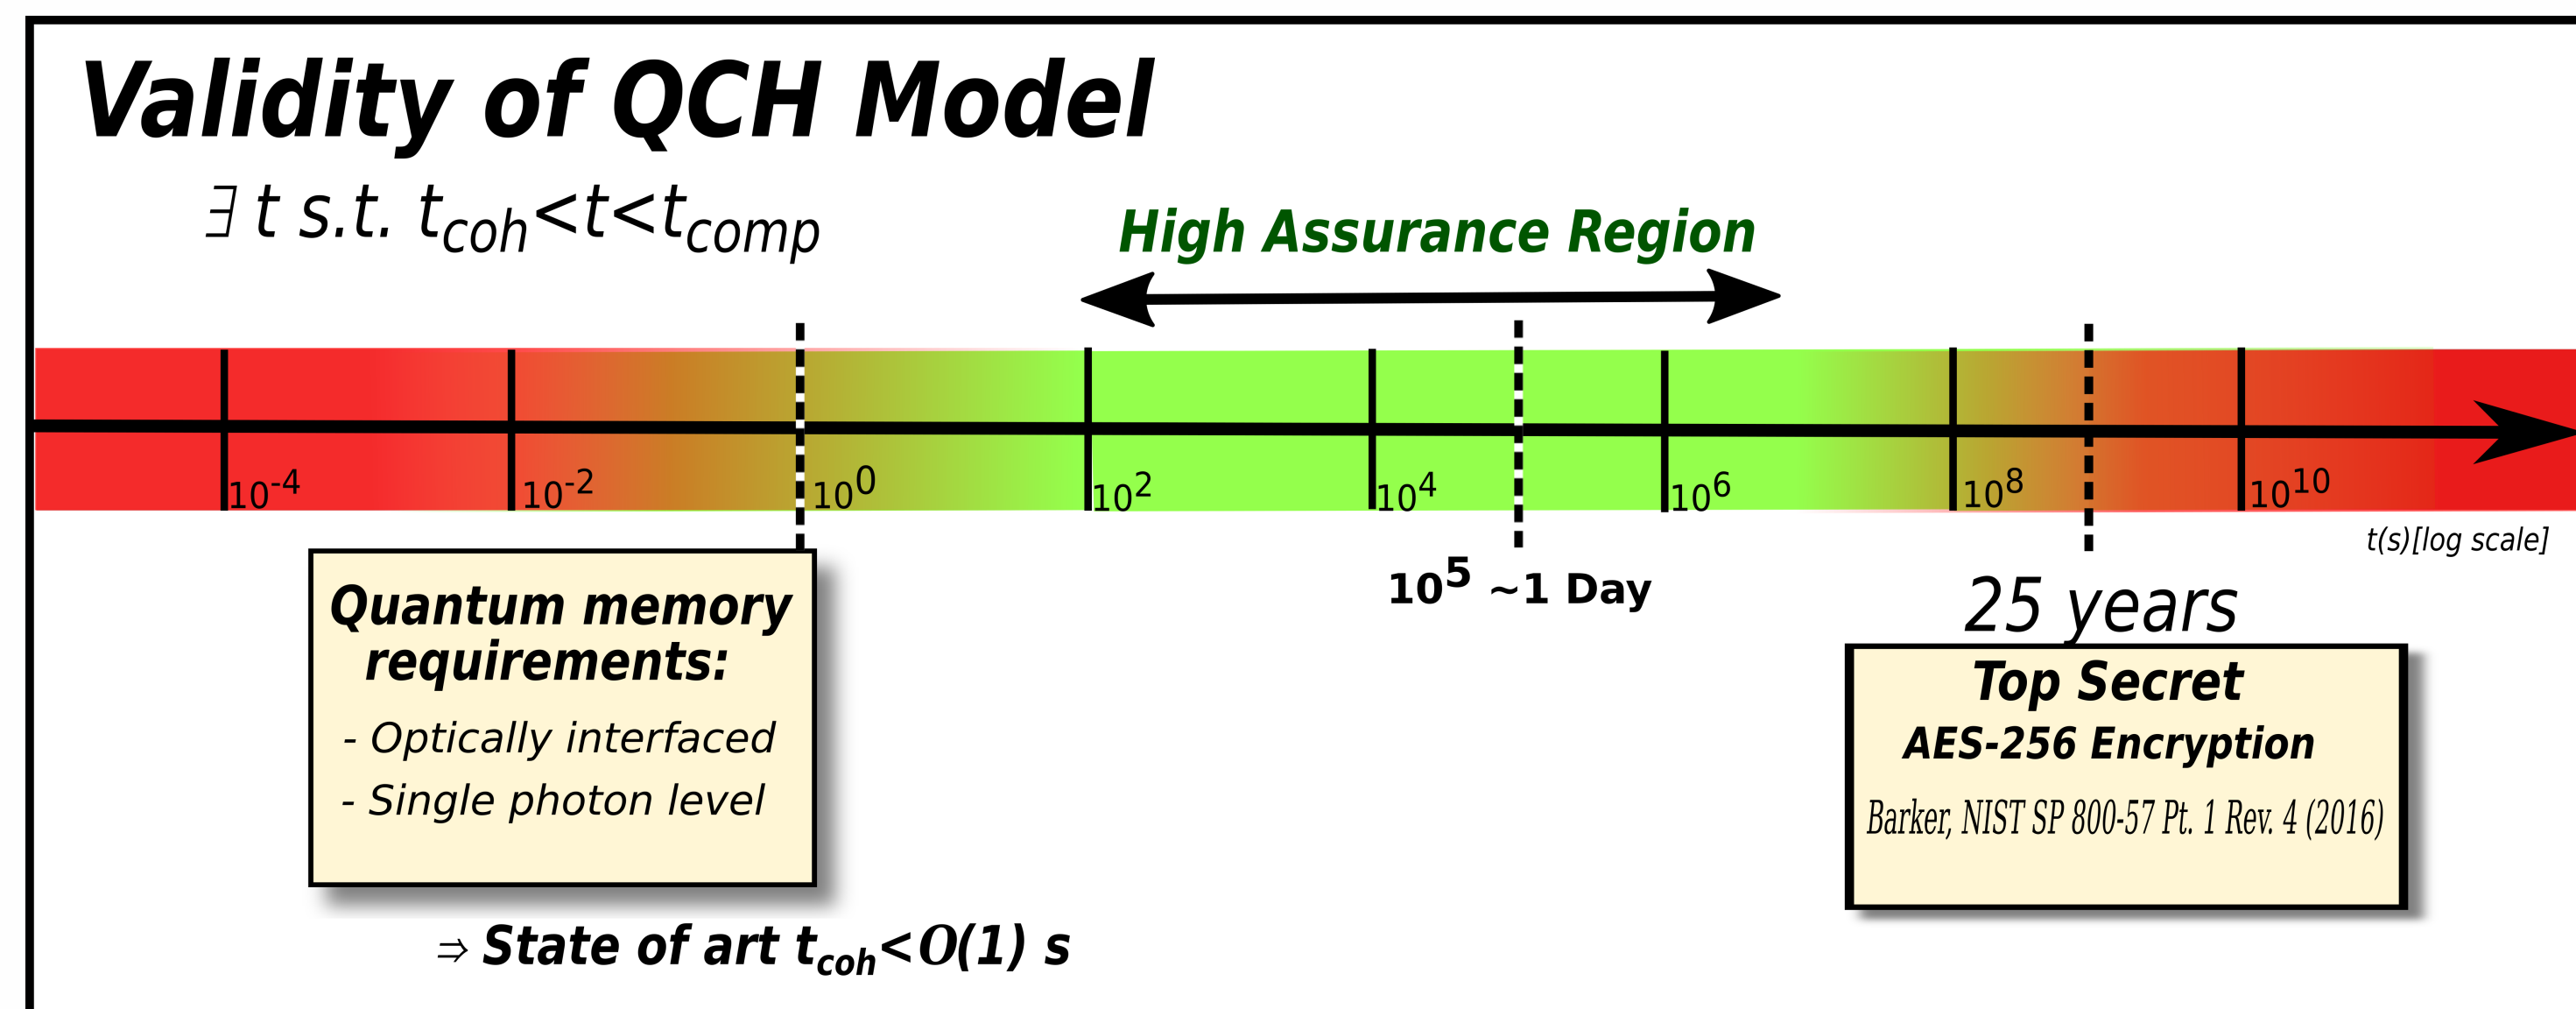 Validity of QCH Model
∃ t s.t. t_coh<t<t_comp
High Assurance Region
10^-4 10^-2 10^0 10^2 10^4 10^6 10^8 10^10
t(s)[log scale]
10^5 ~1 Day
25 years
Quantum memory
requirements:
- Optically interfaced
- Single photon level
Top Secret
AES-256 Encryption
Barker, NIST SP 800-57 Pt. 1 Rev. 4 (2016)
⇒ State of art t_coh<O(1) s